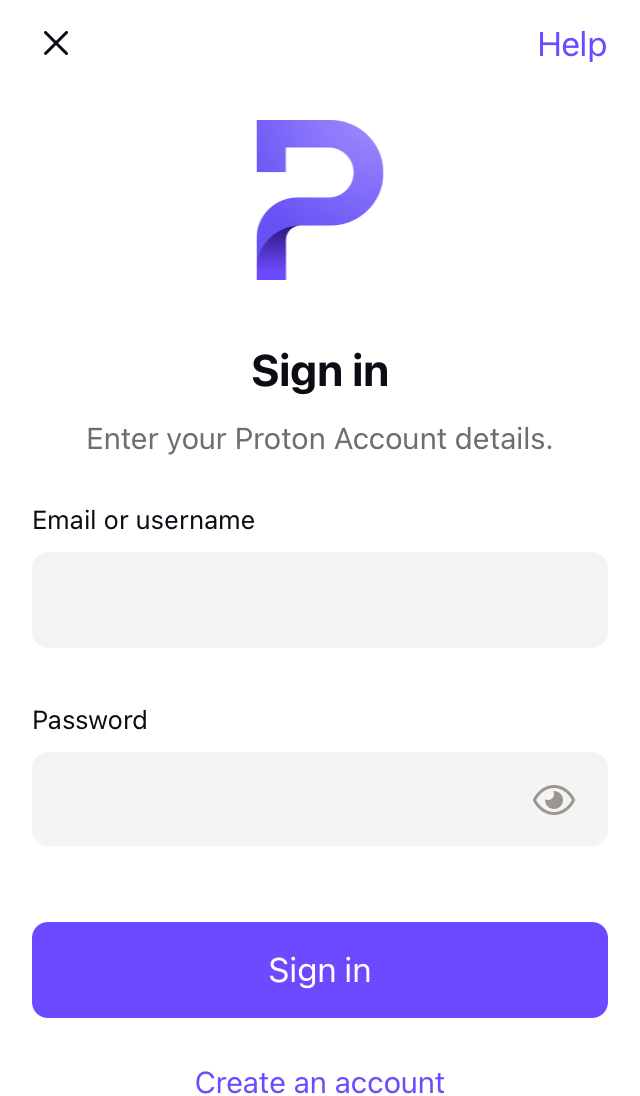 Help
Sign in
Enter your Proton Account details.
Email or username
Password
Sign in
Create an account